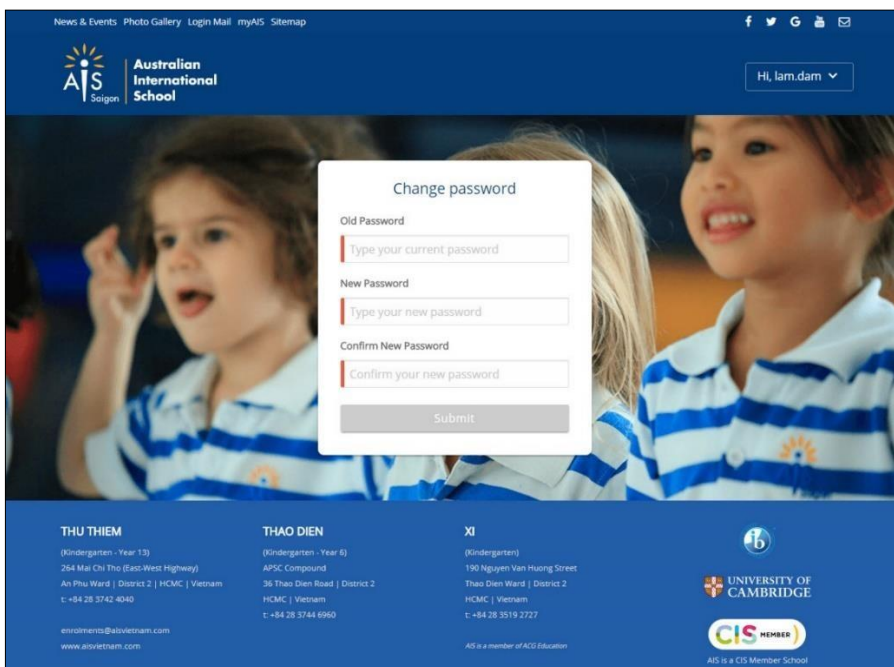 News & Events Photo Gallery Login Mail myAIS Sitemap
AIS
Saigon
Australian
International
School
Hi, lam.dam
Change password
Old Password
Type your current password
New Password
Type your new password
Confirm New Password
Confirm your new password
Submit
THU THIEM
(Kindergarten - Year 13)
264 Mai Chi Tho (East-West Highway)
An Phu Ward | District 2 | HCMC | Vietnam
t: +84 28 3742 4040
enrolments@aisvietnam.com
www.aisvietnam.com
THAO DIEN
(Kindergarten - Year 6)
APSC Compound
36 Thao Dien Road | District 2
HCMC | Vietnam
t: +84 28 3744 6960
XI
(Kindergarten)
190 Nguyen Van Huong Street
Thao Dien Ward | District 2
HCMC | Vietnam
t: +84 28 3519 2727
AIS is a member of ACG Education
ib
UNIVERSITY OF
CAMBRIDGE
CIS MEMBER
AIS is a CIS Member School